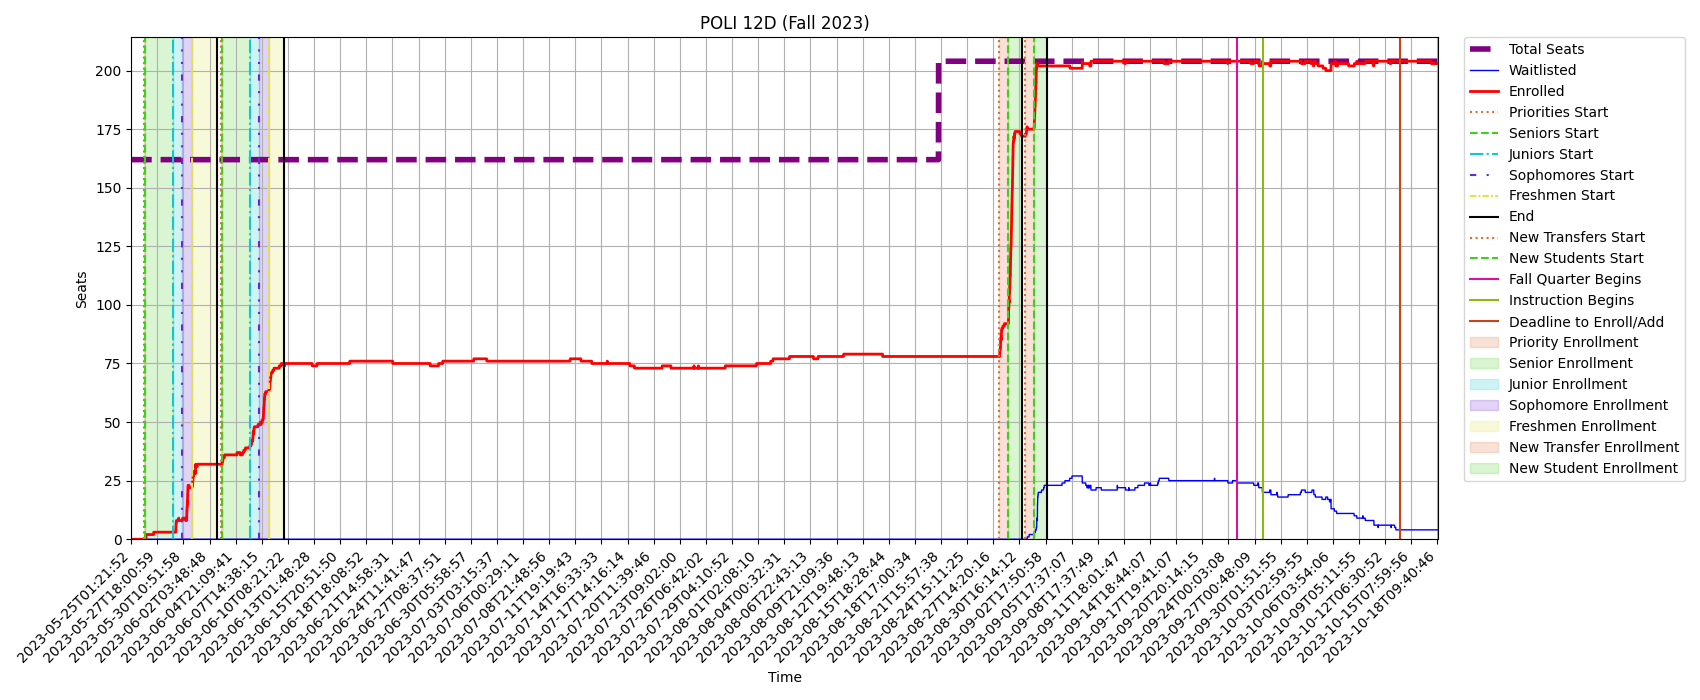 POLI 12D (Fall 2023)
Seats
200
175
150
125
100
75
50
25
0
2023-05-25T01:21:52
2023-05-27T18:00:59
2023-05-30T10:51:58
2023-06-02T03:48:48
2023-06-04T21:09:41
2023-06-07T14:38:15
2023-06-10T08:21:22
2023-06-13T01:48:28
2023-06-15T20:51:50
2023-06-18T18:08:52
2023-06-21T14:58:31
2023-06-24T11:41:47
2023-06-27T08:37:51
2023-06-30T05:58:57
2023-07-03T03:15:37
2023-07-06T00:29:11
2023-07-08T21:48:56
2023-07-11T19:19:43
2023-07-14T16:33:33
2023-07-17T14:16:14
2023-07-20T11:39:46
2023-07-23T09:02:00
2023-07-26T06:42:02
2023-07-29T04:10:52
2023-08-01T02:08:10
2023-08-04T00:32:31
2023-08-06T22:43:13
2023-08-09T21:09:36
2023-08-12T19:48:13
2023-08-15T18:28:44
2023-08-18T17:00:34
2023-08-21T15:57:38
2023-08-24T15:11:25
2023-08-27T14:20:16
2023-08-30T16:14:12
2023-09-02T17:50:58
2023-09-05T17:37:07
2023-09-08T17:37:49
2023-09-11T18:01:47
2023-09-14T18:44:07
2023-09-17T19:41:07
2023-09-20T20:14:15
2023-09-24T00:03:08
2023-09-27T00:48:09
2023-09-30T01:51:55
2023-10-03T02:59:55
2023-10-06T03:54:06
2023-10-09T05:11:55
2023-10-12T06:30:52
2023-10-15T07:59:56
2023-10-18T09:40:46
Time
Total Seats
Waitlisted
Enrolled
Priorities Start
Seniors Start
Juniors Start
Sophomores Start
Freshmen Start
End
New Transfers Start
New Students Start
Fall Quarter Begins
Instruction Begins
Deadline to Enroll/Add
Priority Enrollment
Senior Enrollment
Junior Enrollment
Sophomore Enrollment
Freshmen Enrollment
New Transfer Enrollment
New Student Enrollment